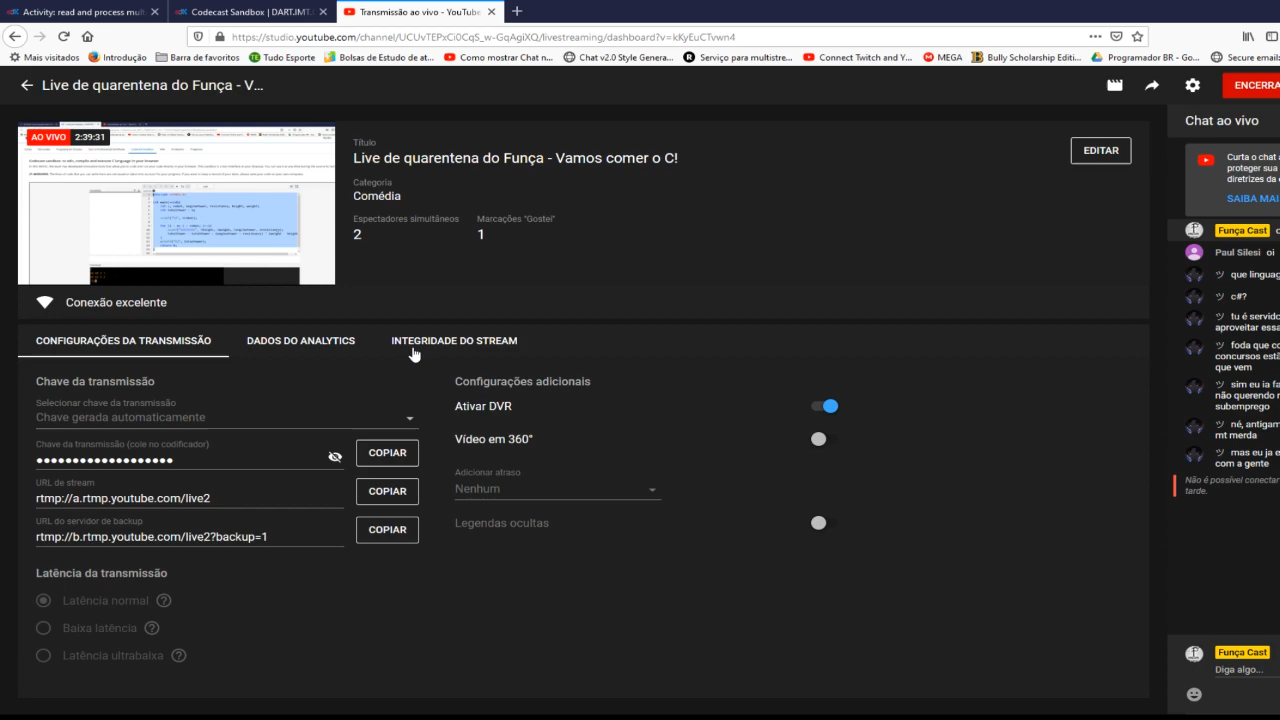 Activity: read and process mult
Codecast Sandbox | DART.IMT.
Transmissão ao vivo - YouTube
https://studio.youtube.com/channel/UCUvTEPxCi0CqS_w-GqAgiXQ/livestreaming/dashboard?v=kKyEuCTvwn4
Mais visitados
Introdução
Barra de favoritos
Tudo Esporte
Bolsas de Estudo de at...
Como mostrar Chat n...
Chat v2.0 Style Genera...
Serviço para multistre...
Connect Twitch and Y...
MEGA
Bully Scholarship Editi...
Programador BR - Go...
Secure email:
Live de quarentena do Funça - V...
ENCERRA
AO VIVO 2:39:31
Título
Live de quarentena do Funça - Vamos comer o C!
EDITAR
Categoria
Comédia
Espectadores simultâneos
Marcações "Gostei"
2
1
Conexão excelente
CONFIGURAÇÕES DA TRANSMISSÃO
DADOS DO ANALYTICS
INTEGRIDADE DO STREAM
Chave da transmissão
Selecionar chave da transmissão
Chave gerada automaticamente
Chave da transmissão (cole no codificador)
COPIAR
URL de stream
rtmp://a.rtmp.youtube.com/live2
COPIAR
URL do servidor de backup
rtmp://b.rtmp.youtube.com/live2?backup=1
COPIAR
Latência da transmissão
Latência normal
Baixa latência
Latência ultrabaixa
Configurações adicionais
Ativar DVR
Vídeo em 360°
Adicionar atraso
Nenhum
Legendas ocultas
Chat ao vivo
Curta o chat a
proteger sua
diretrizes da
SAIBA MAI
Funça Cast
Paul Silesi oi
ツ que linguag
ツ c#?
ツ tu é servido
aproveitar essa
ツ foda que co
concursos estã
que vem
ツ sim eu ia fa
não querendo n
subemprego
ツ né, antigam
mt merda
ツ mas eu ja e
com a gente
Não é possível conectar
tarde.
Funça Cast
Diga algo...